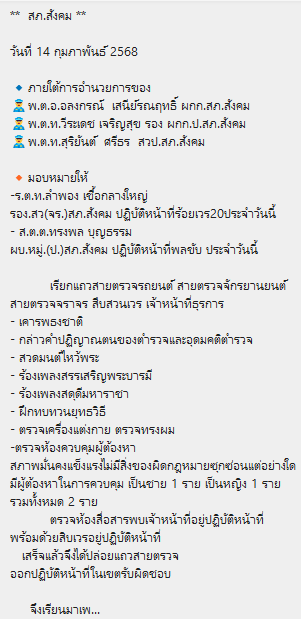 **  สภ.สังคม **
วันที่ 14 กุมภาพันธ์ 2568
🔹ภายใต้การอำนวยการของ
👮พ.ต.อ.อลงกรณ์  เสนีย์รณฤทธิ์ ผกก.สภ.สังคม
👮พ.ต.ท.วีระเดช เจริญสุข รอง ผกก.ป.สภ.สังคม
👮พ.ต.ท.สุริยันต์  ศรีธร  สวป.สภ.สังคม
🔸มอบหมายให้
-ร.ต.ท.ลำพอง เชื้อกลางใหญ่
รอง.สว(จร.)สภ.สังคม ปฏิบัติหน้าที่ร้อยเวร20ประจำวันนี้
- ส.ต.ต.ทรงพล บุญธรรม
ผบ.หมู่.(ป.)สภ.สังคม ปฏิบัติหน้าที่พลขับ ประจำวันนี้
เรียกแถวสายตรวจรถยนต์ สายตรวจจักรยานยนต์
สายตรวจจราจร สืบสวนเวร เจ้าหน้าที่ธุรการ
- เคารพธงชาติ
- กล่าวคำปฏิญาณตนของตำรวจและอุดมคติตำรวจ
- สวดมนต์ไหว้พระ
- ร้องเพลงสรรเสริญพระบารมี
- ร้องเพลงสดุดีมหาราชา
- ฝึกทบทวนยุทธวิธี
- ตรวจเครื่องแต่งกาย ตรวจทรงผม
-ตรวจห้องควบคุมผู้ต้องหา
สภาพมั่นคงแข็งแรงไม่มีสิ่งของผิดกฎหมายซุกซ่อนแต่อย่างใด
มีผู้ต้องหาในการควบคุม เป็นชาย 1 ราย เป็นหญิง 1 ราย
รวมทั้งหมด 2 ราย
ตรวจห้องสื่อสารพบเจ้าหน้าที่อยู่ปฏิบัติหน้าที่
พร้อมด้วยสิบเวรอยู่ปฏิบัติหน้าที่
เสร็จแล้วจึงได้ปล่อยแถวสายตรวจ
ออกปฏิบัติหน้าที่ในเขตรับผิดชอบ
จึงเรียนมาเพ...